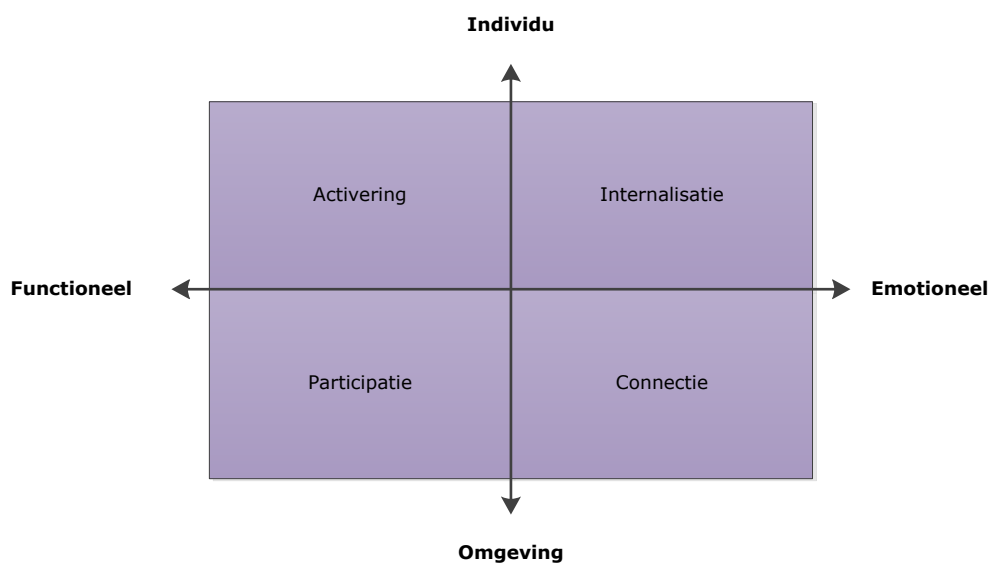 Individu
Activering
Internalisatie
Functioneel
Emotioneel
Participatie
Connectie
Omgeving